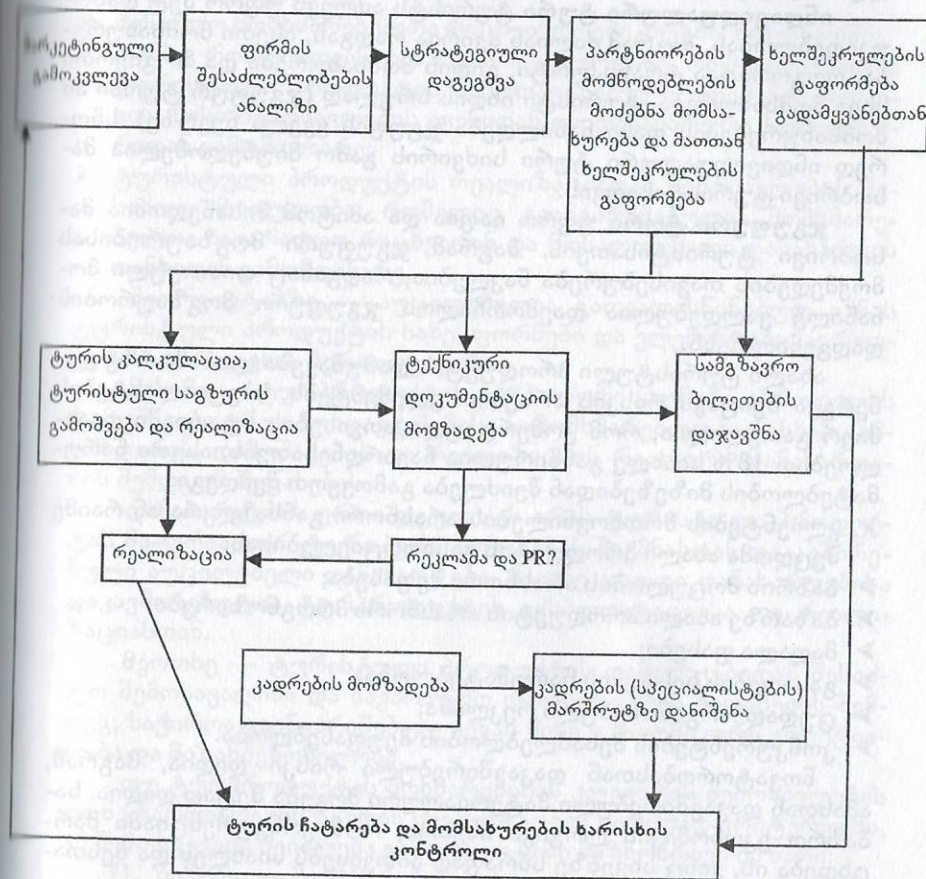 მარკეტინგული
გამოკვლევა
ფირმის
შესაძლებლობების
ანალიზი
სტრატეგიული
დაგეგმვა
პარტნიორების
მომწოდებლების
მოძებნა მომსა-
ხურება და მათთან
ხელშეკრულების
გაფორმება
ხელშეკრულების
გაფორმება
გადამყვანებთან
ტურის კალკულაცია,
ტურისტული საგზურის
გამოშვება და რეალიზაცია
ტექნიკური
დოკუმენტაციის
მომზადება
სამგზავრო
ბილეთების
დაჯავშნა
რეალიზაცია
რეკლამა და PR?
კადრების მომზადება
კადრების (სპეციალისტების)
მარშრუტზე დანიშვნა
ტურის ჩატარება და მომსახურების ხარისხის
კონტროლი